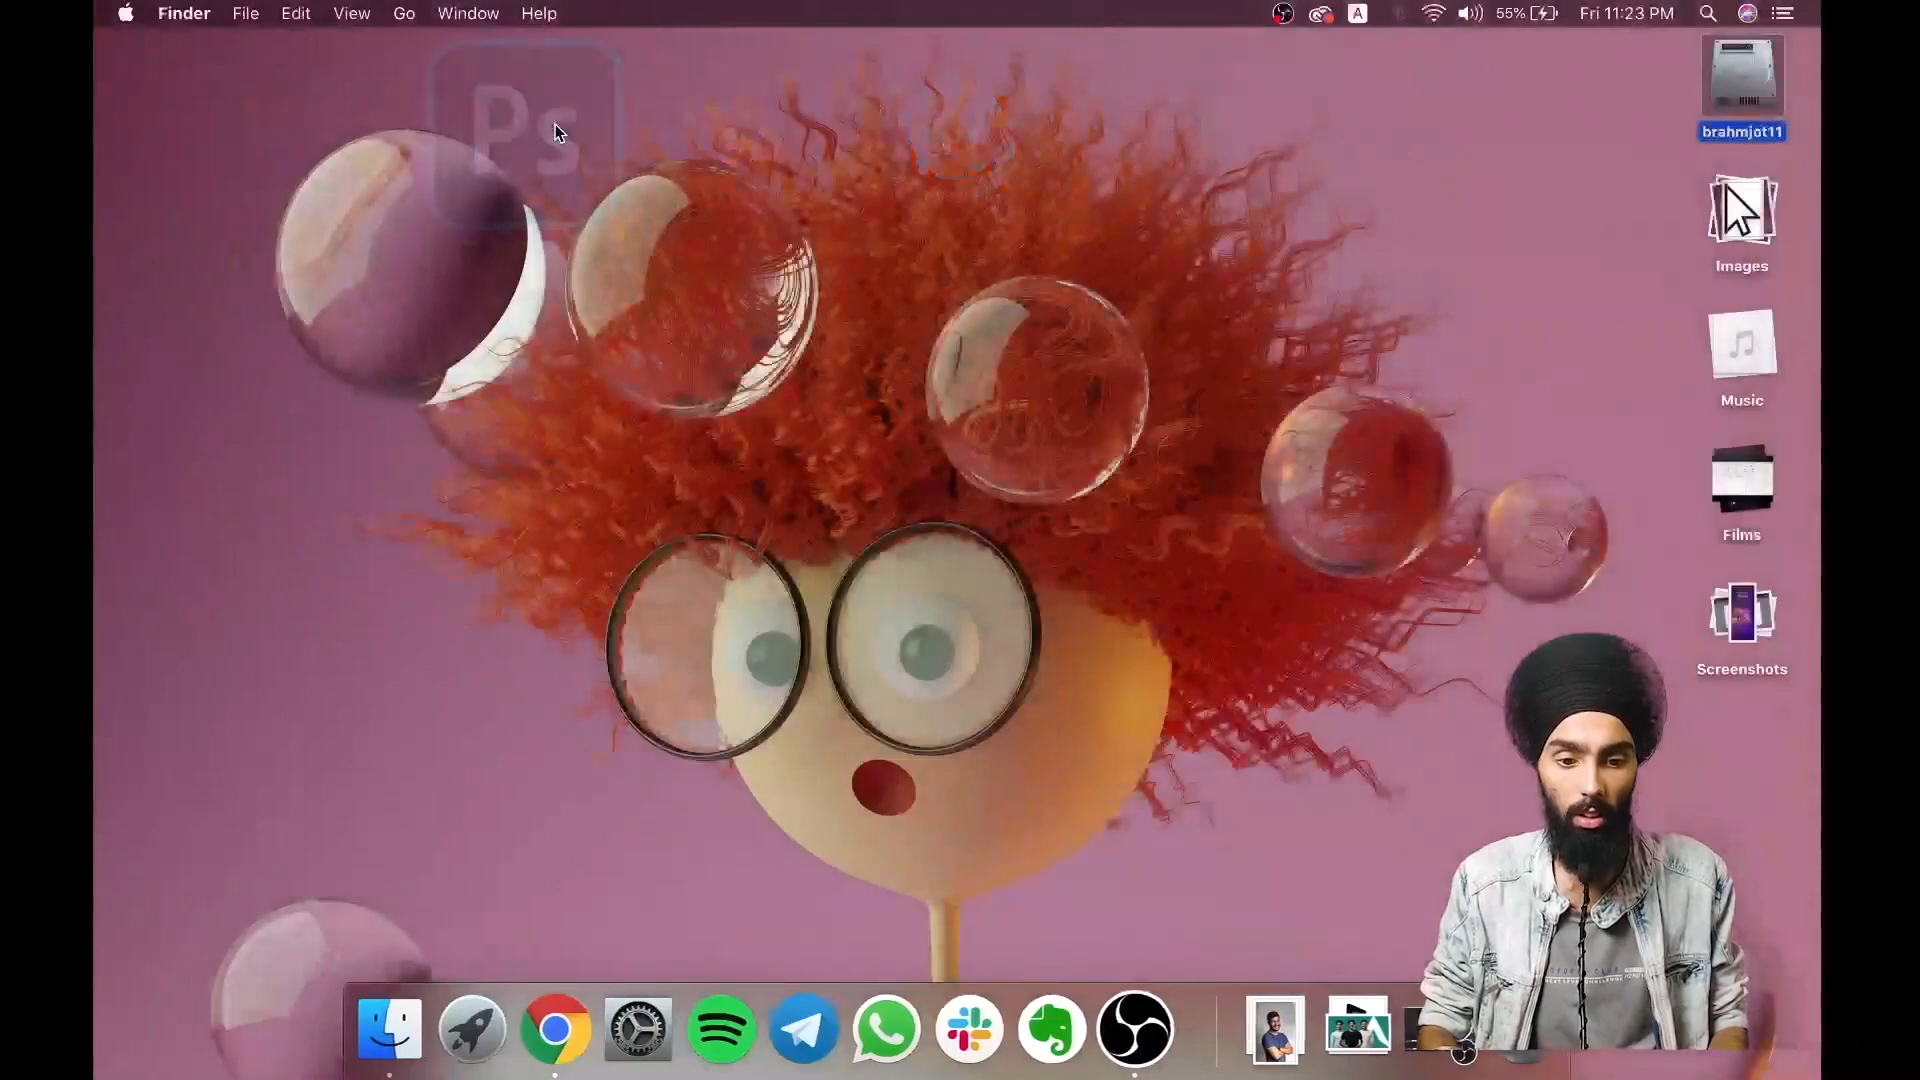 Finder File Edit View Go Window Help A 55% Fri 11:23 PM
Ps
brahmjot11
Images
Music
Films
Screenshots